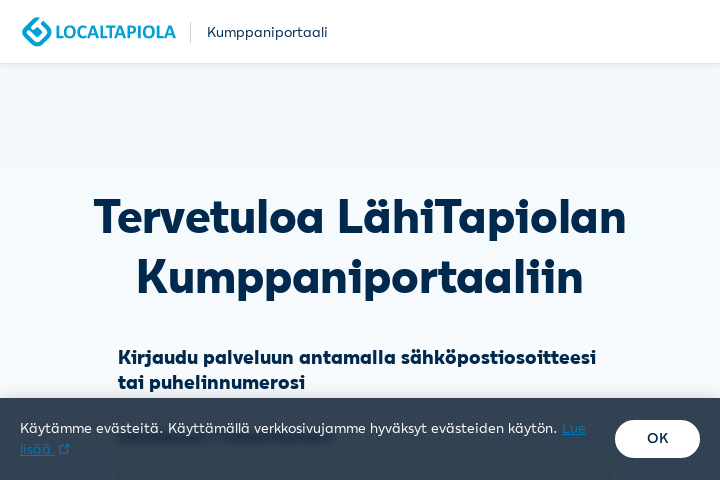 LOCALTAPIOLA
Kumppaniportaali
Tervetuloa LähiTapiolan
Kumppaniportaaliin
Kirjaudu palveluun antamalla sähköpostiosoitteesi
tai puhelinnumerosi
Käytämme evästeitä. Käyttämällä verkkosivujamme hyväksyt evästeiden käytön. Lue
lisää
OK